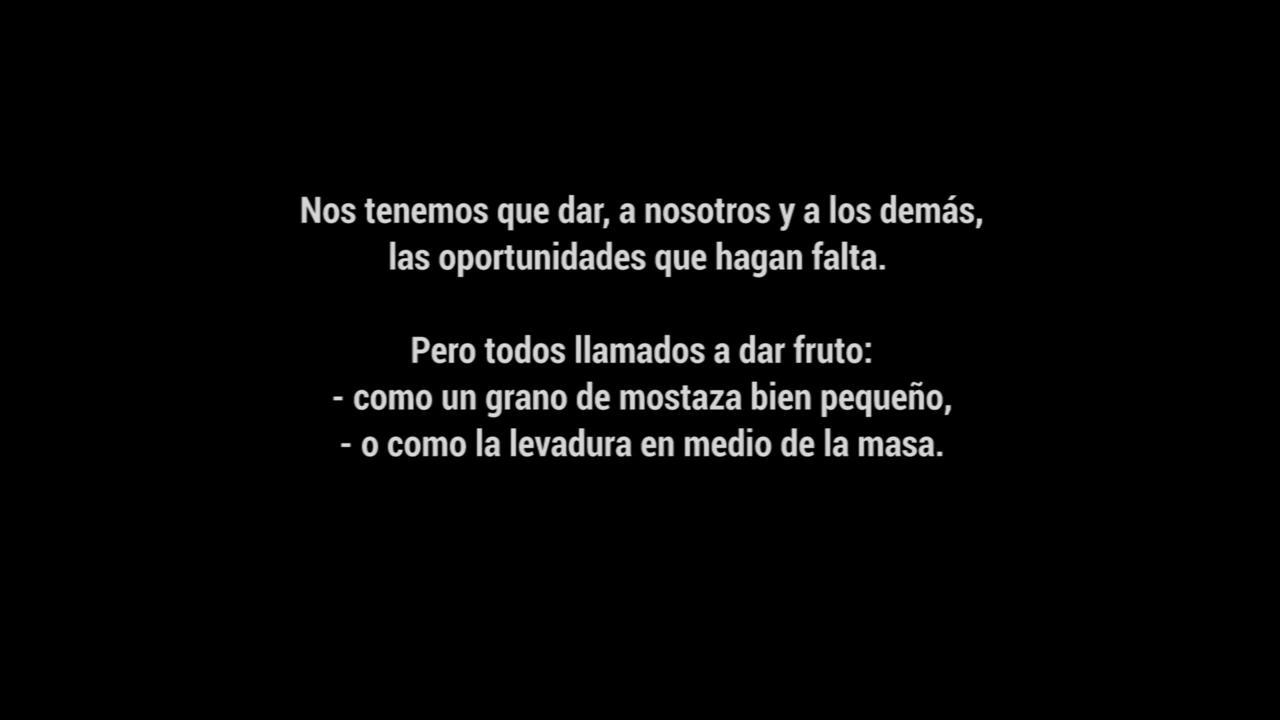 Nos tenemos que dar, a nosotros y a los demás,
las oportunidades que hagan falta.
Pero todos llamados a dar fruto:
- como un grano de mostaza bien pequeño,
- o como la levadura en medio de la masa.